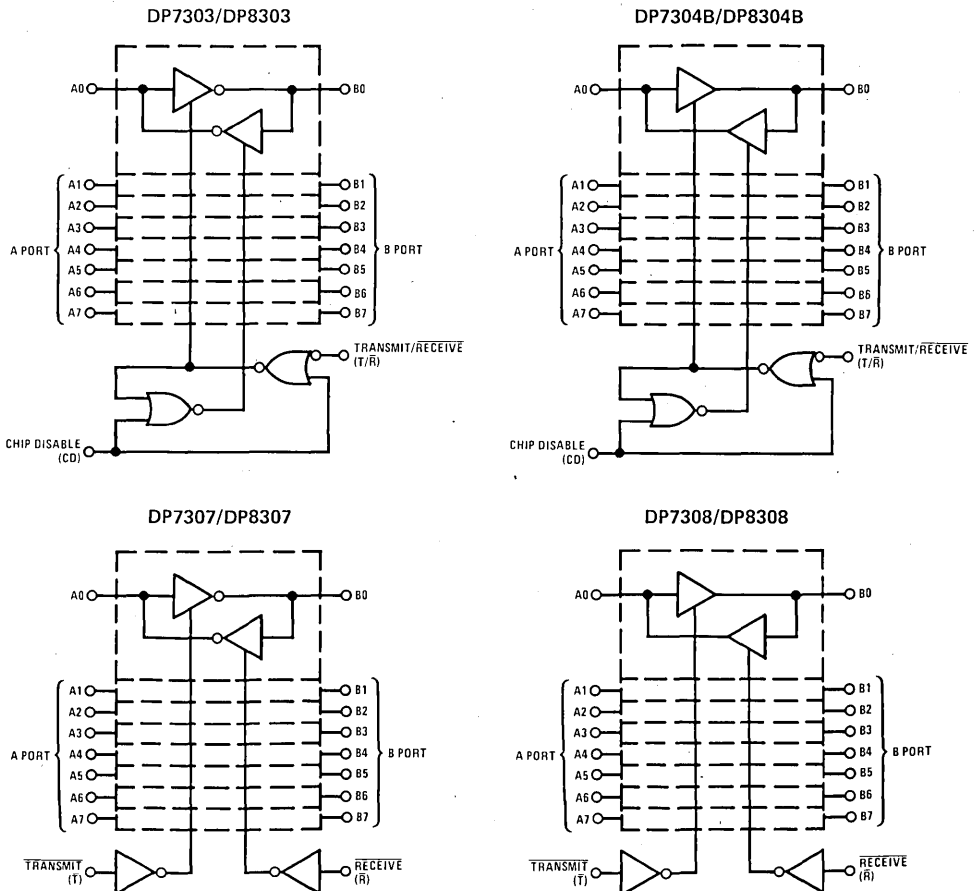 DP7303/DP8303
A0
B0
A PORT
A1
A2
A3
A4
A5
A6
A7
B1
B2
B3
B4
B5
B6
B7
B PORT
TRANSMIT/RECEIVE
(T/R̅)
CHIP DISABLE
(CD)
DP7304B/DP8304B
A0
B0
A PORT
A1
A2
A3
A4
A5
A6
A7
B1
B2
B3
B4
B5
B6
B7
B PORT
TRANSMIT/RECEIVE
(T/R̅)
CHIP DISABLE
(CD)
DP7307/DP8307
A0
B0
A PORT
A1
A2
A3
A4
A5
A6
A7
B1
B2
B3
B4
B5
B6
B7
B PORT
TRANSMIT
(T̅)
RECEIVE
(R̅)
DP7308/DP8308
A0
B0
A PORT
A1
A2
A3
A4
A5
A6
A7
B1
B2
B3
B4
B5
B6
B7
B PORT
TRANSMIT
(T̅)
RECEIVE
(R̅)